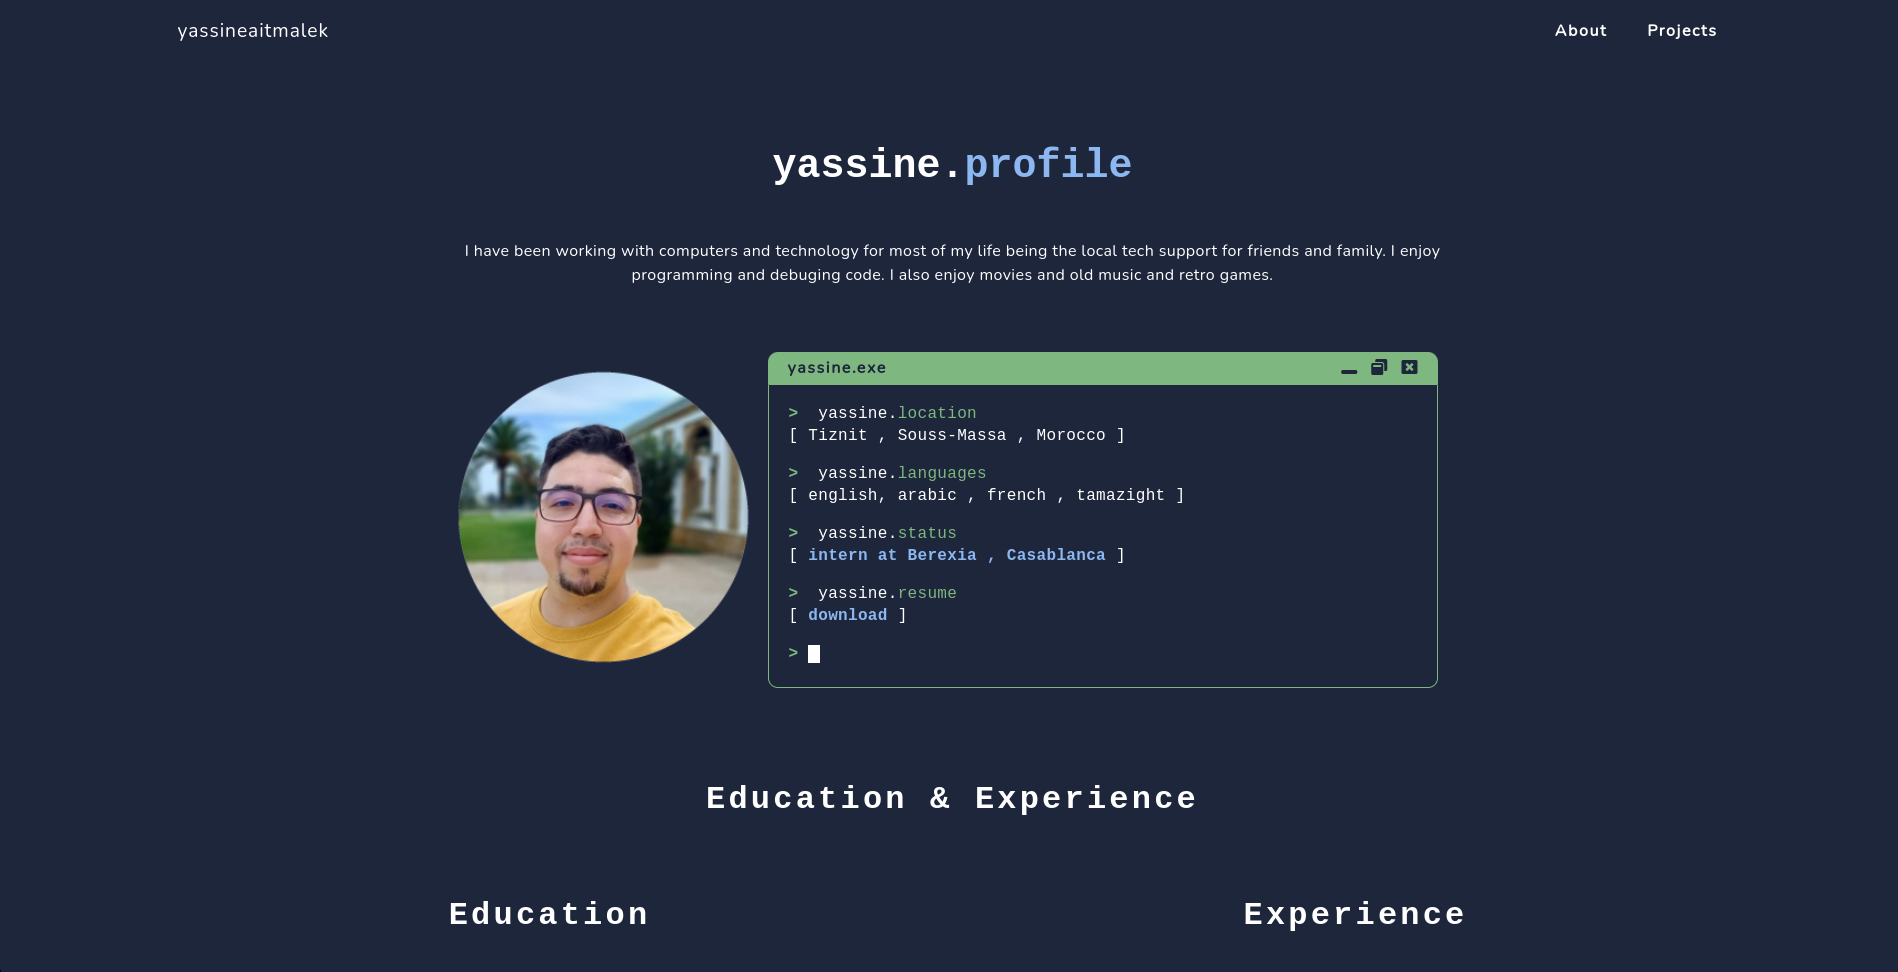 yassineaitmalek
About Projects
yassine.profile
I have been working with computers and technology for most of my life being the local tech support for friends and family. I enjoy
programming and debuging code. I also enjoy movies and old music and retro games.
yassine.exe
> yassine.location
[ Tiznit , Souss-Massa , Morocco ]
> yassine.languages
[ english, arabic , french , tamazight ]
> yassine.status
[ intern at Berexia , Casablanca ]
> yassine.resume
[ download ]
>
Education & Experience
Education Experience